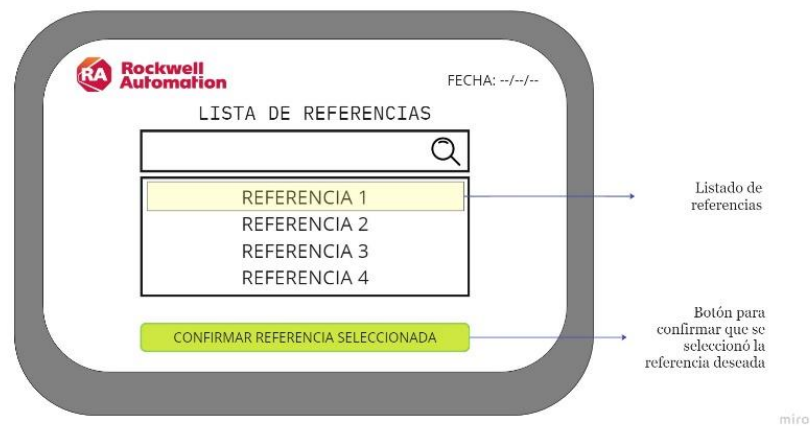 RA Rockwell
Automation
FECHA: --/--/--
LISTA DE REFERENCIAS
REFERENCIA 1
REFERENCIA 2
REFERENCIA 3
REFERENCIA 4
CONFIRMAR REFERENCIA SELECCIONADA
Listado de
referencias
Botón para
confirmar que se
seleccionó la
referencia deseada
miro